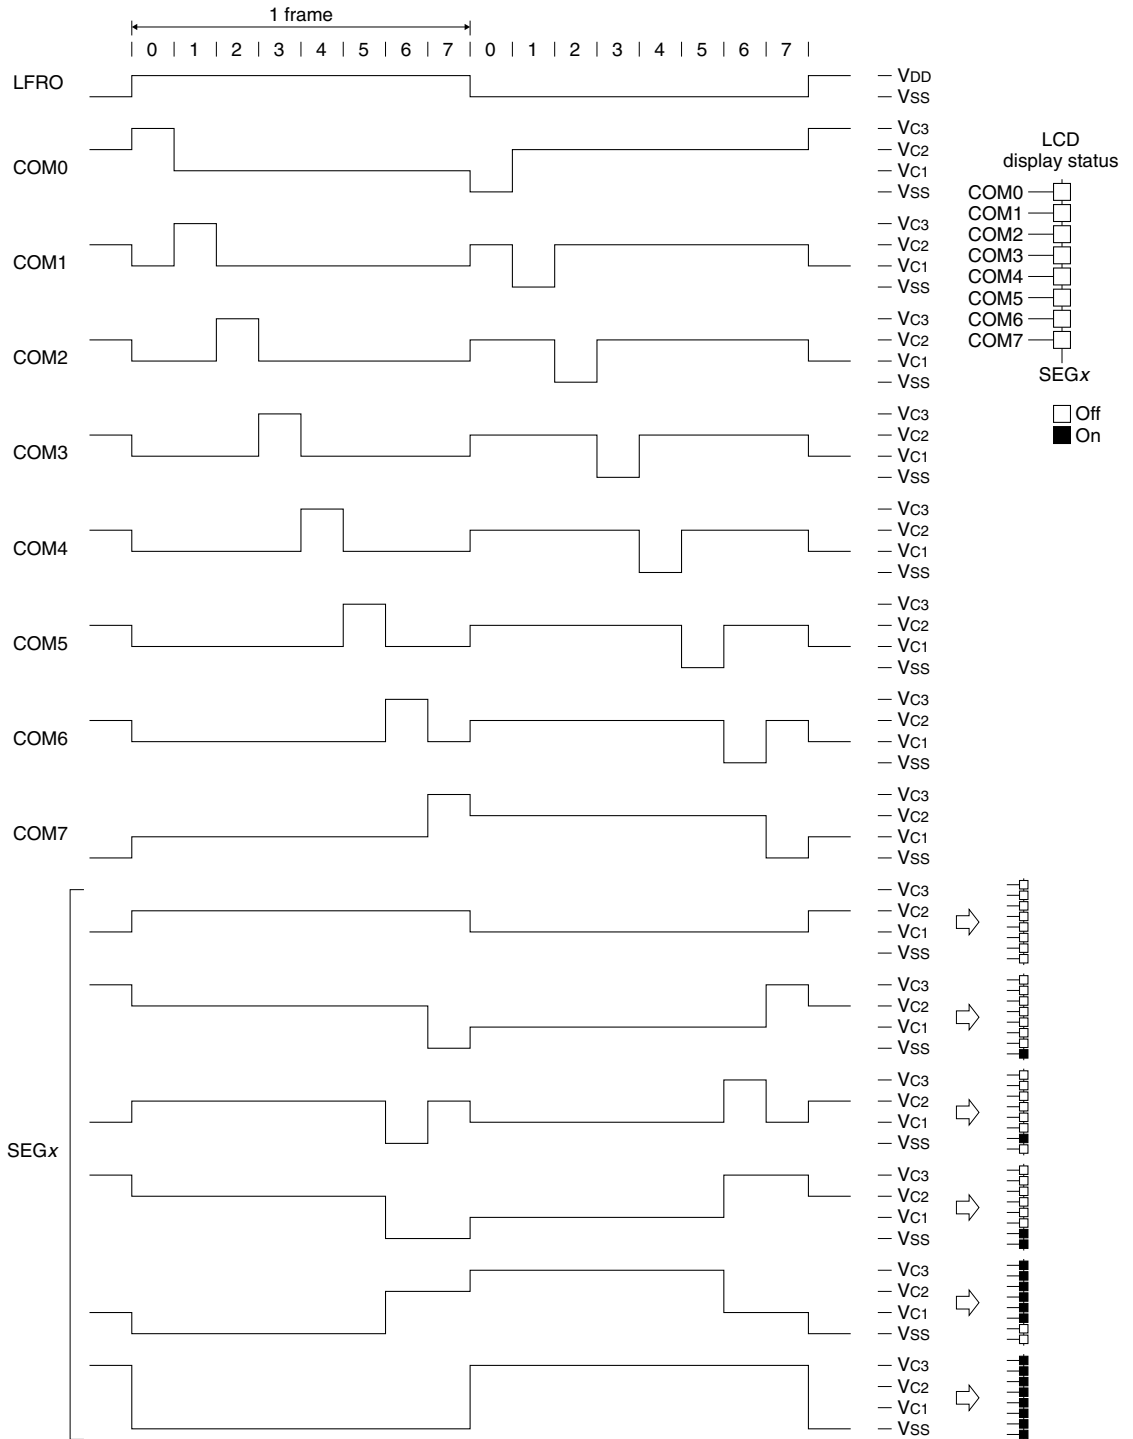 1 frame
0 1 2 3 4 5 6 7 0 1 2 3 4 5 6 7
LFRO
VDD
VSS
COM0
VC3
VC2
VC1
VSS
COM1
VC3
VC2
VC1
VSS
COM2
VC3
VC2
VC1
VSS
COM3
VC3
VC2
VC1
VSS
COM4
VC3
VC2
VC1
VSS
COM5
VC3
VC2
VC1
VSS
COM6
VC3
VC2
VC1
VSS
COM7
VC3
VC2
VC1
VSS
SEGx
VC3
VC2
VC1
VSS
VC3
VC2
VC1
VSS
VC3
VC2
VC1
VSS
VC3
VC2
VC1
VSS
VC3
VC2
VC1
VSS
VC3
VC2
VC1
VSS
LCD
display status
COM0
COM1
COM2
COM3
COM4
COM5
COM6
COM7
SEGx
Off
On